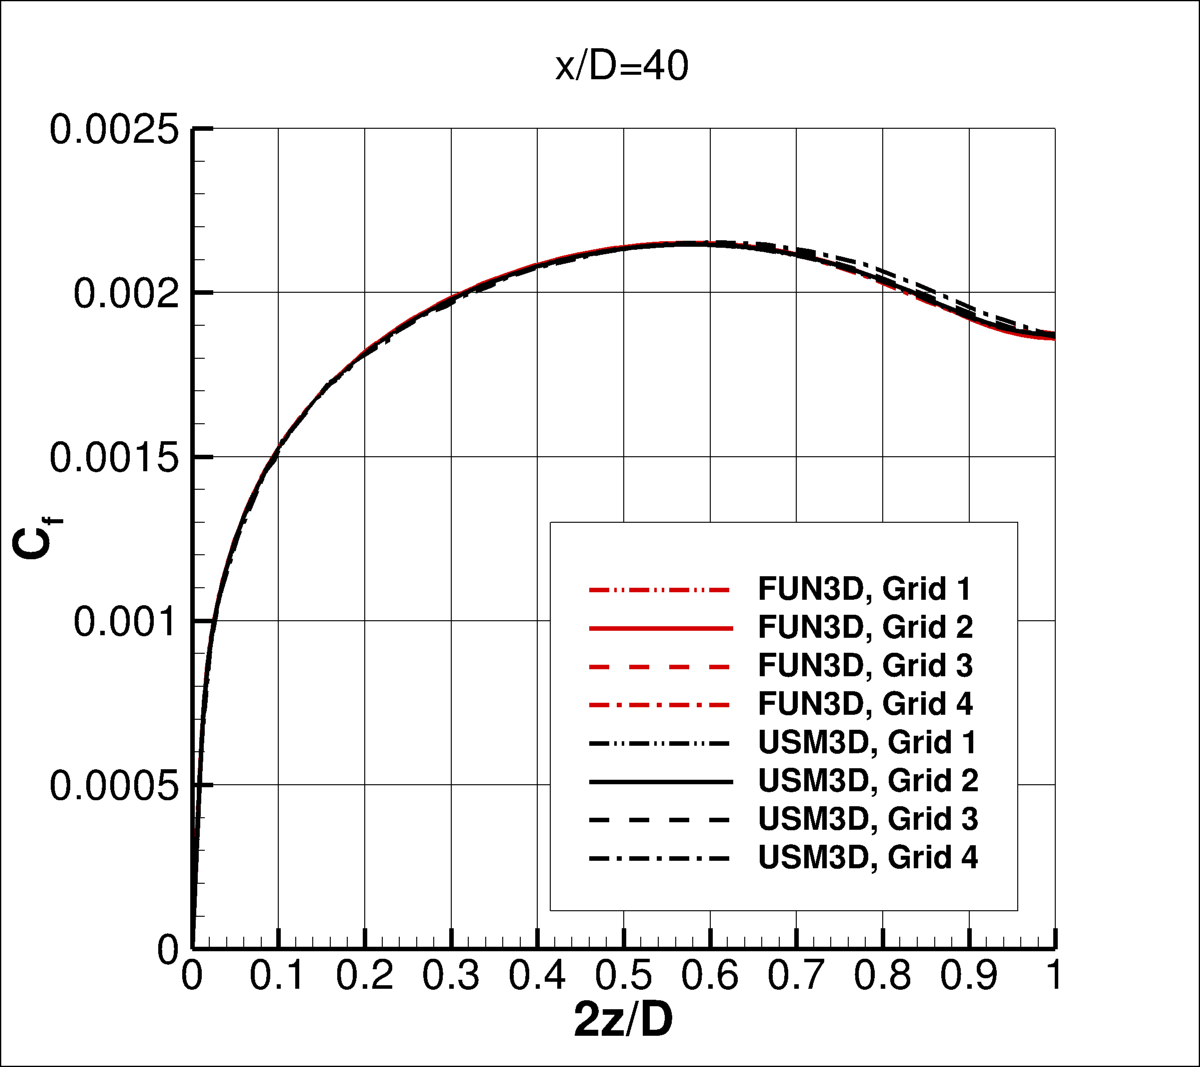 x/D=40
0.0025
0.002
0.0015
0.001
0.0005
0
C_f
FUN3D, Grid 1
FUN3D, Grid 2
FUN3D, Grid 3
FUN3D, Grid 4
USM3D, Grid 1
USM3D, Grid 2
USM3D, Grid 3
USM3D, Grid 4
0 0.1 0.2 0.3 0.4 0.5 0.6 0.7 0.8 0.9 1
2z/D